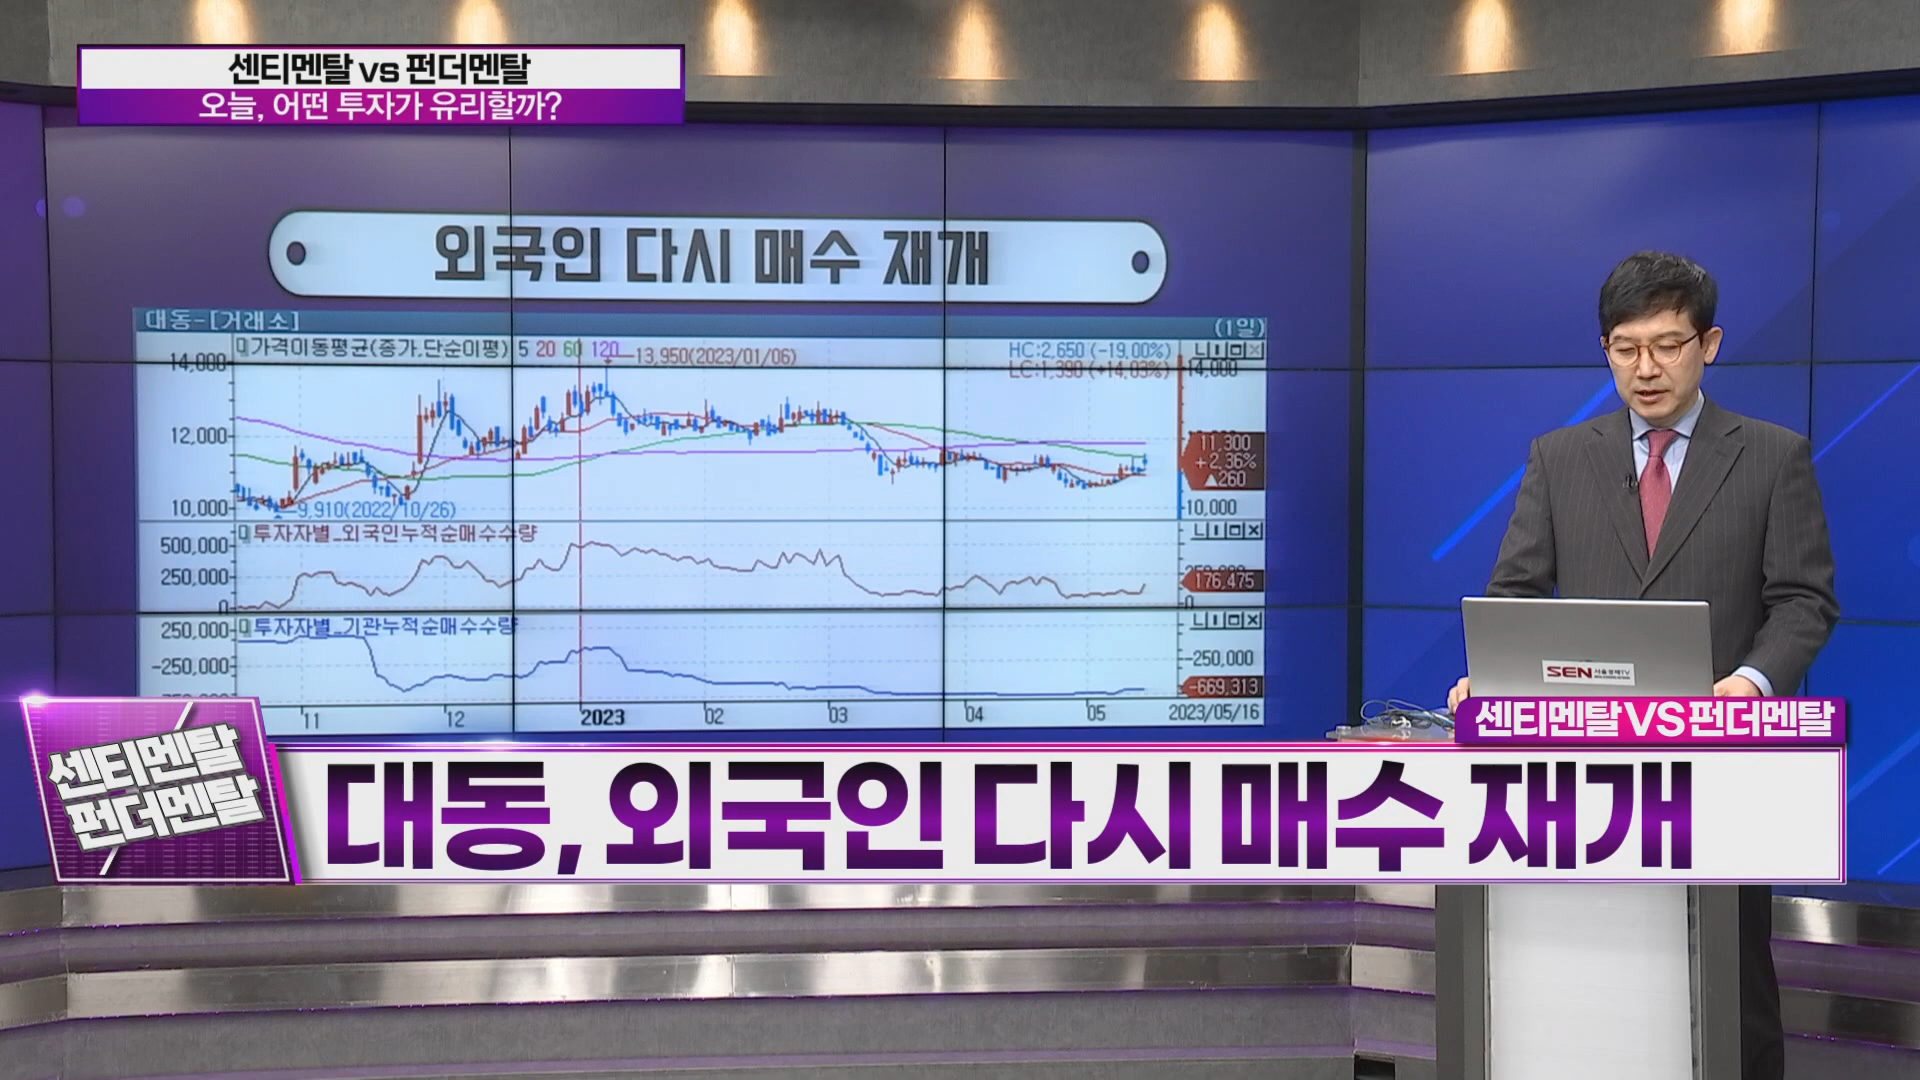 센티멘탈 vs 펀더멘탈
오늘, 어떤 투자가 유리할까?
외국인 다시 매수 재개
대동-[거래소]
(1일)
가격이동평균(종가,단순이평) 5 20 60 120
13,950(2023/01/06)
HC:2,650 (-19.00%)
LC:1,390 (+14.03%)
14,000
14,000
12,000
11,300
+2.36%
▲260
10,000
9,910(2022/10/26)
10,000
투자자별_외국인누적순매수수량
500,000
250,000
176,475
0
0
투자자별_기관누적순매수수량
250,000
-250,000
-250,000
-669,313
11
12
2023
02
03
04
05
2023/05/16
SEN 서울경제TV
센티멘탈 VS 펀더멘탈
센티멘탈
펀더멘탈
대동, 외국인 다시 매수 재개